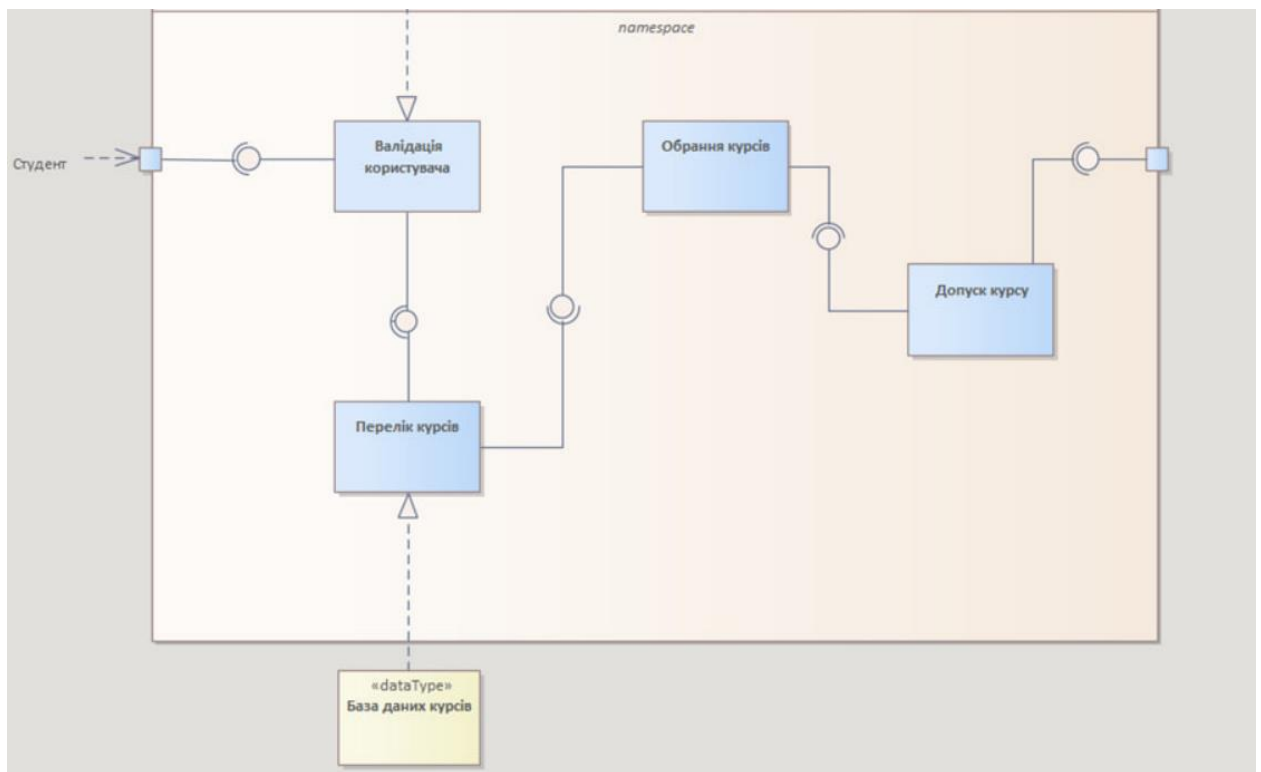 namespace
Студент
Валідація
користувача
Обрання курсів
Допуск курсу
Перелік курсів
«dataType»
База даних курсів